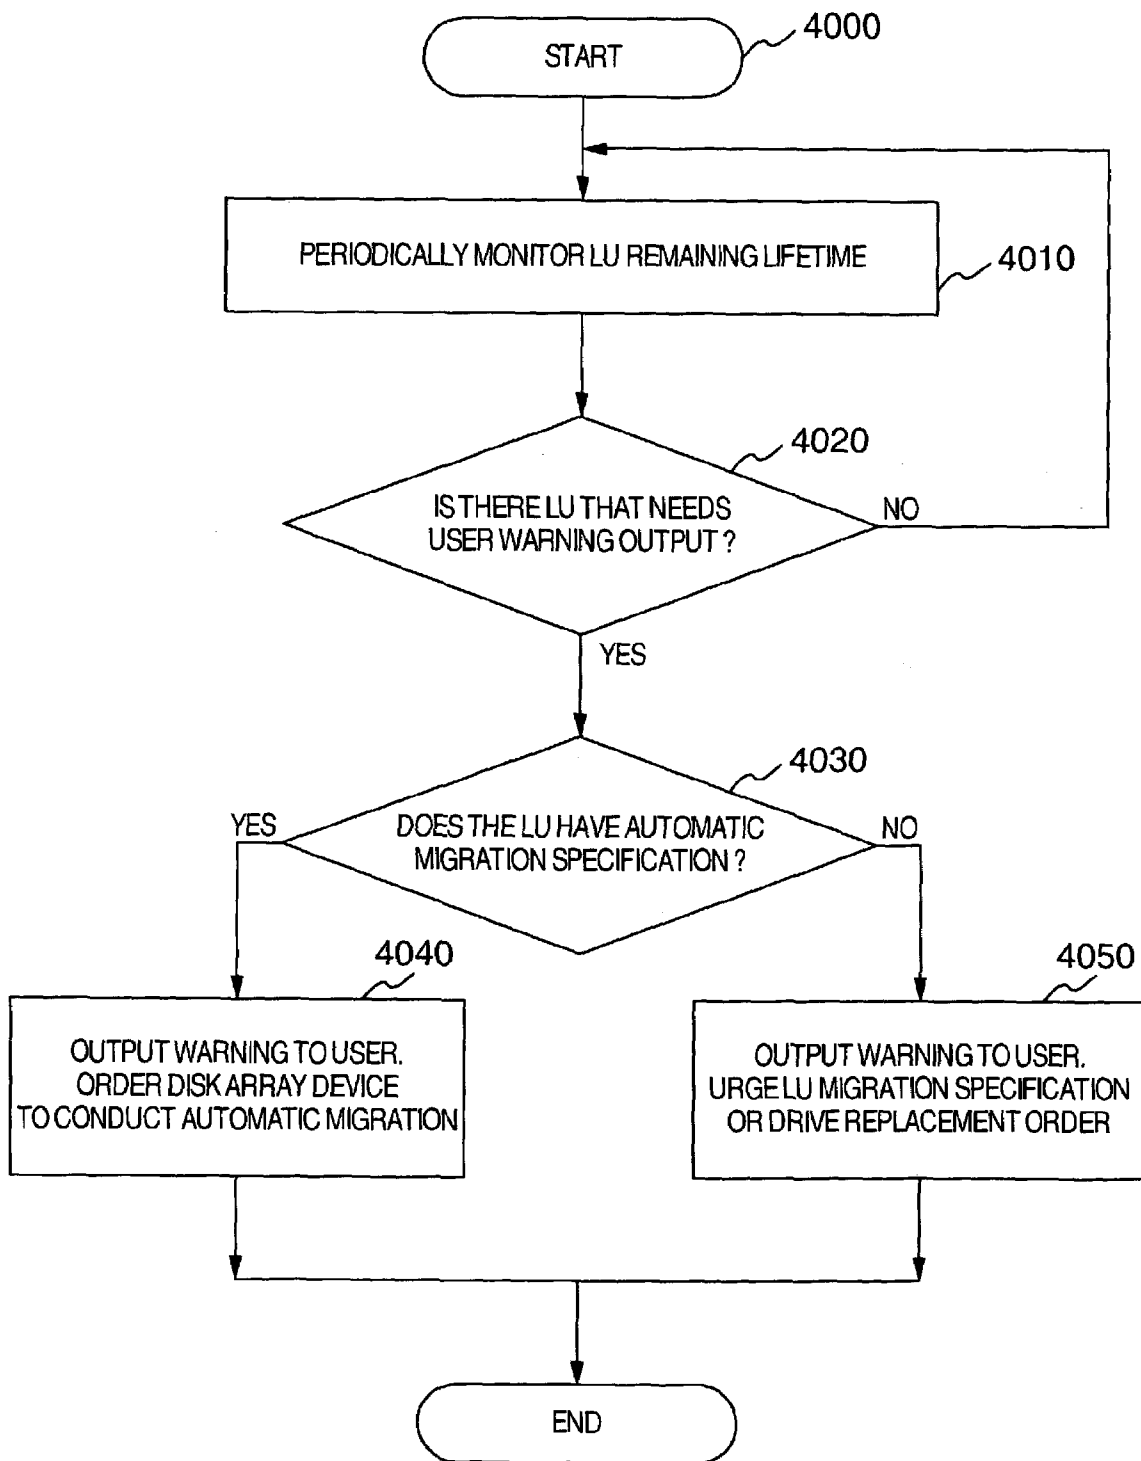 4000
START
PERIODICALLY MONITOR LU REMAINING LIFETIME
4010
4020
IS THERE LU THAT NEEDS
USER WARNING OUTPUT ?
NO
YES
4030
YES
DOES THE LU HAVE AUTOMATIC
MIGRATION SPECIFICATION ?
NO
4040
OUTPUT WARNING TO USER.
ORDER DISK ARRAY DEVICE
TO CONDUCT AUTOMATIC MIGRATION
4050
OUTPUT WARNING TO USER.
URGE LU MIGRATION SPECIFICATION
OR DRIVE REPLACEMENT ORDER
END